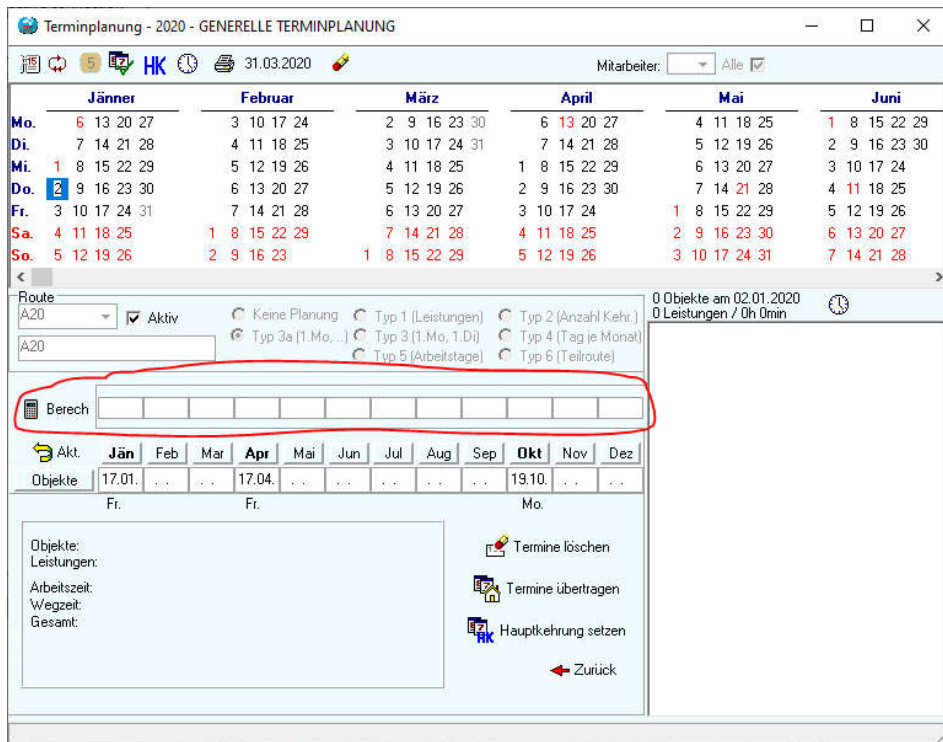 Terminplanung - 2020 - GENERELLE TERMINPLANUNG
15 5 7 HK 31.03.2020 Mitarbeiter: Alle
Jänner Februar März April Mai Juni
Mo. 6 13 20 27 3 10 17 24 2 9 16 23 30 6 13 20 27 4 11 18 25 1 8 15 22 29
Di. 7 14 21 28 4 11 18 25 3 10 17 24 31 7 14 21 28 5 12 19 26 2 9 16 23 30
Mi. 1 8 15 22 29 5 12 19 26 4 11 18 25 1 8 15 22 29 6 13 20 27 3 10 17 24
Do. 2 9 16 23 30 6 13 20 27 5 12 19 26 2 9 16 23 30 7 14 21 28 4 11 18 25
Fr. 3 10 17 24 31 7 14 21 28 6 13 20 27 3 10 17 24 1 8 15 22 29 5 12 19 26
Sa. 4 11 18 25 1 8 15 22 29 7 14 21 28 4 11 18 25 2 9 16 23 30 6 13 20 27
So. 5 12 19 26 2 9 16 23 1 8 15 22 29 5 12 19 26 3 10 17 24 31 7 14 21 28
Route
A20 Aktiv
A20
Keine Planung Typ 1 (Leistungen) Typ 2 (Anzahl Kehr.)
Typ 3a (1.Mo, ..) Typ 3 (1.Mo, 1.Di) Typ 4 (Tag je Monat)
Typ 5 (Arbeitstage) Typ 6 (Teilroute)
0 Objekte am 02.01.2020
0 Leistungen / 0h 0min
Berech
Akt. Jän Feb Mar Apr Mai Jun Jul Aug Sep Okt Nov Dez
Objekte 17.01. . . . . 17.04. . . . . . . . . . . 19.10. . . . .
Fr. Fr. Mo.
Objekte:
Leistungen:
Arbeitszeit:
Wegzeit:
Gesamt:
Termine löschen
Termine übertragen
HK Hauptkehrung setzen
Zurück